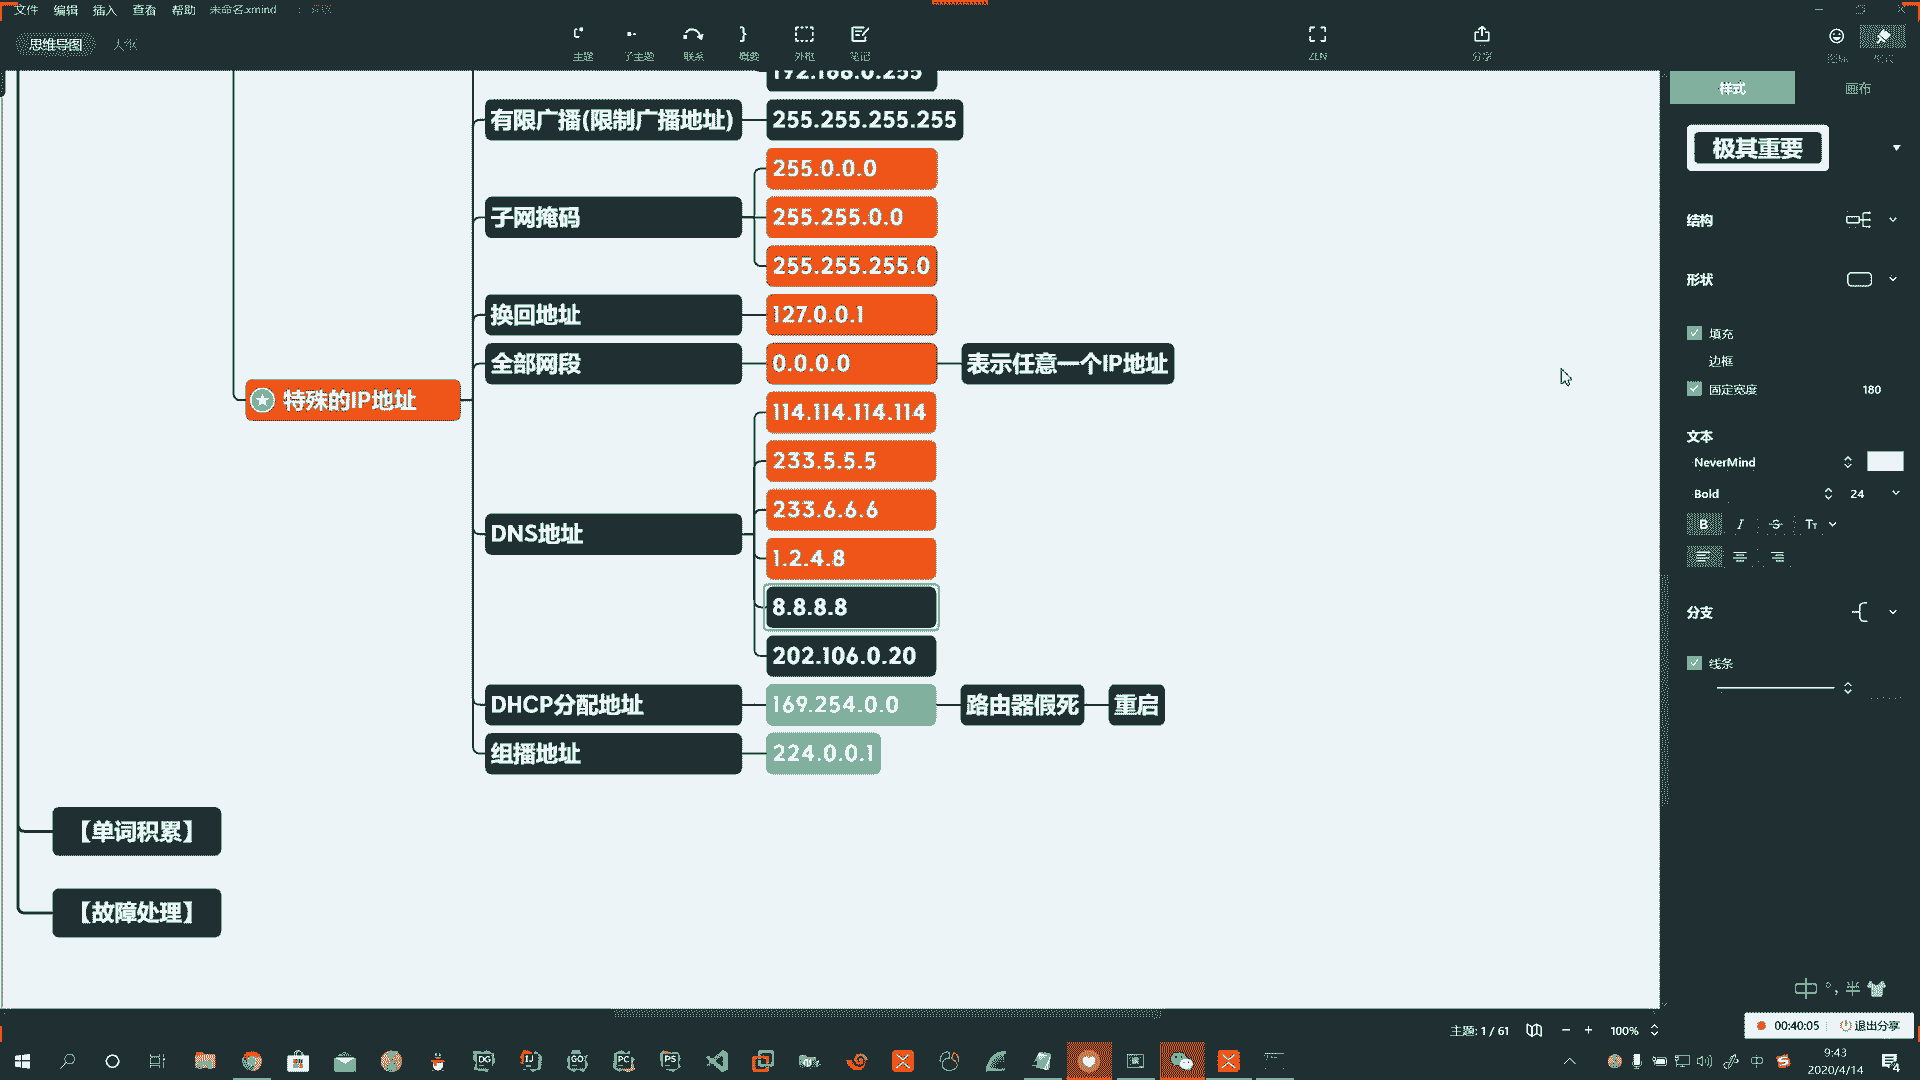 文件 编辑 插入 查看 帮助 未命名.xmind
思维导图
主题 子主题 联系 概要 外框 笔记 ZEN 分享
192.168.0.255
有限广播(限制广播地址) 255.255.255.255
子网掩码
255.0.0.0
255.255.0.0
255.255.255.0
换回地址 127.0.0.1
全部网段 0.0.0.0 表示任意一个IP地址
特殊的IP地址
DNS地址
114.114.114.114
233.5.5.5
233.6.6.6
1.2.4.8
8.8.8.8
202.106.0.20
DHCP分配地址 169.254.0.0 路由器假死 重启
组播地址 224.0.0.1
【单词积累】
【故障处理】
样式 画布
极其重要
结构
形状
填充
边框
固定宽度 180
文本
NeverMind
Bold 24
B I S Tт
分支
线条
中 °, 半
主题: 1 / 61 100%
00:40:05 退出分享
DG IJ GO PC PS
中
9:43
2020/4/14